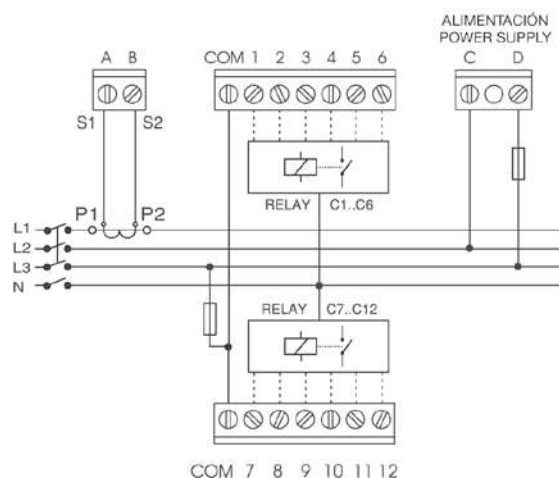 ALIMENTACIÓN
POWER SUPPLY
A B
COM 1 2 3 4 5 6
C D
S1 S2
RELAY C1..C6
P1 P2
L1
L2
L3
N
RELAY C7..C12
COM 7 8 9 10 11 12